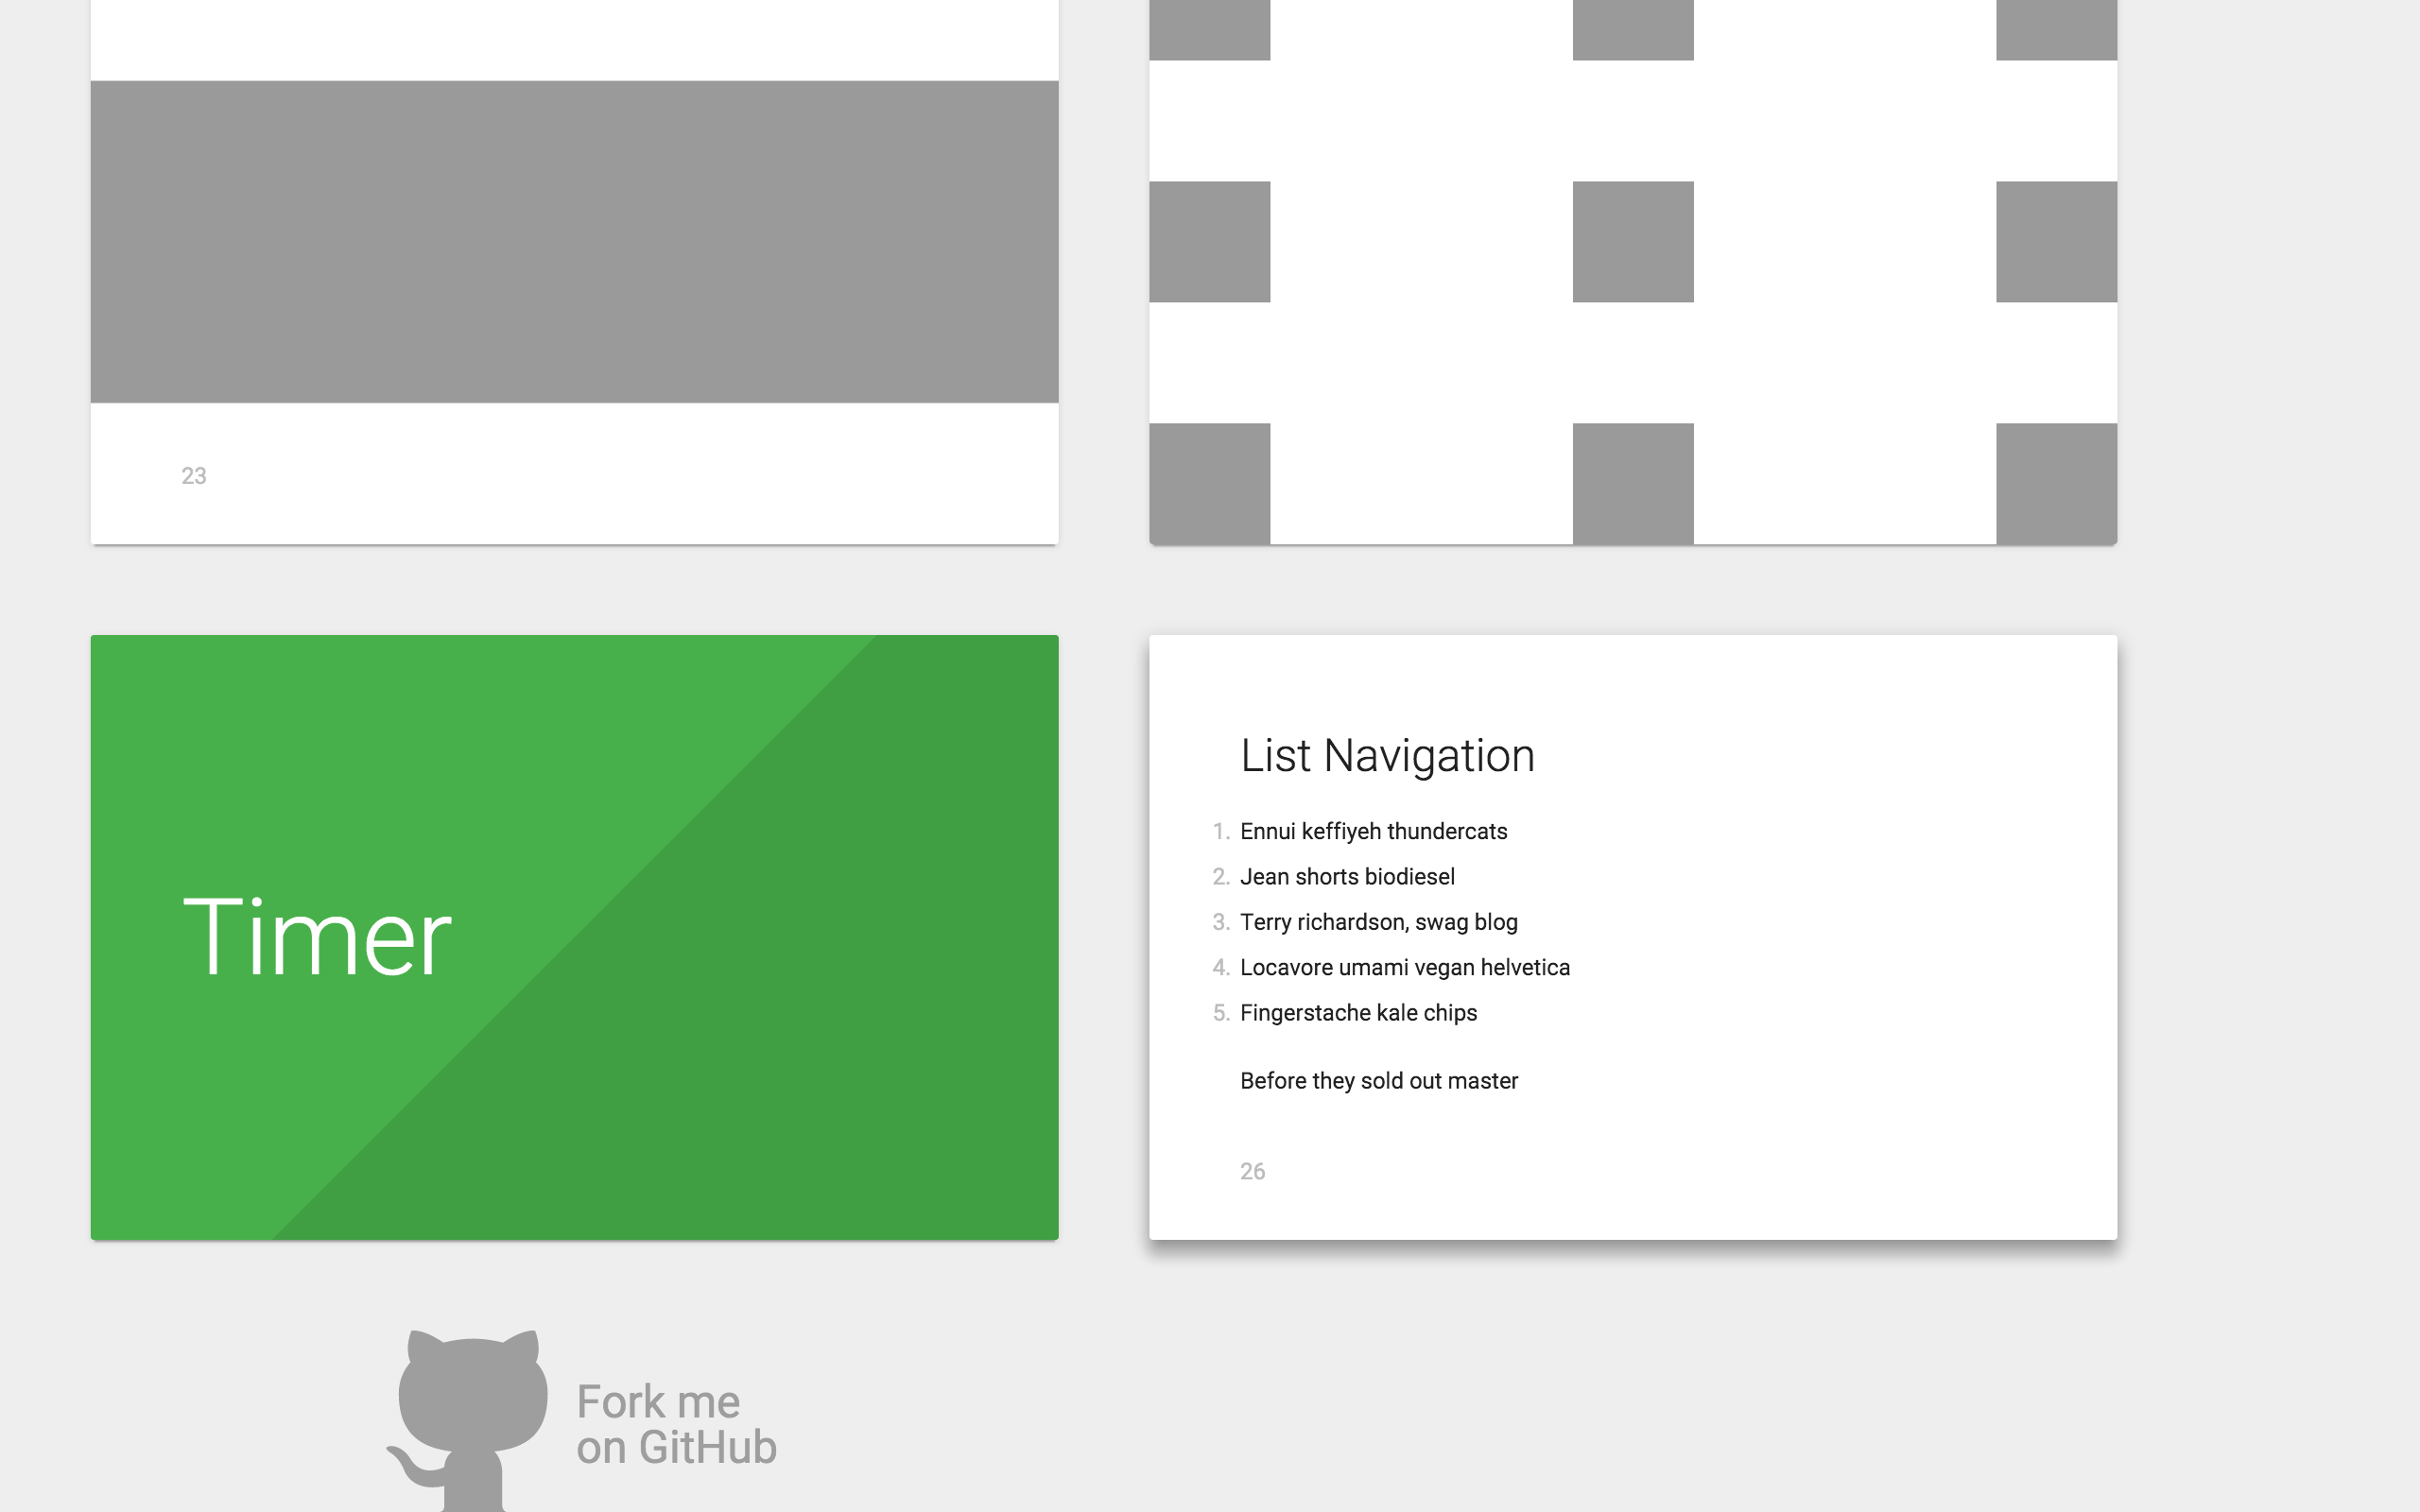 23
Timer
List Navigation
1. Ennui keffiyeh thundercats
2. Jean shorts biodiesel
3. Terry richardson, swag blog
4. Locavore umami vegan helvetica
5. Fingerstache kale chips
Before they sold out master
26
Fork me
on GitHub